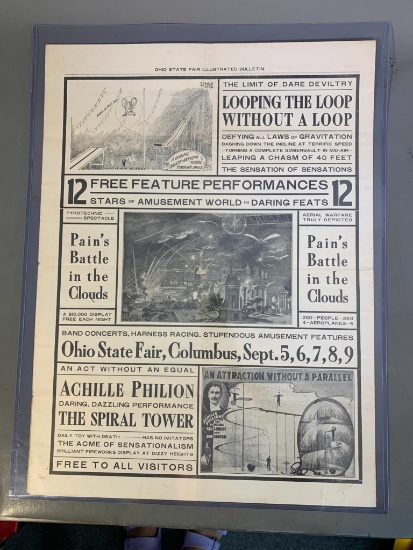 OHIO STATE FAIR ILLUSTRATED BULLETIN.
THE LIMIT OF DARE DEVILTRY
LOOPING THE LOOP
WITHOUT A LOOP
DEFYING ALL LAWS OF GRAVITATION
DASHING DOWN THE INCLINE AT TERRIFIC SPEED
-TURNING A COMPLETE SOMERSAULT IN MID-AIR-
LEAPING A CHASM OF 40 FEET
THE SENSATION OF SENSATIONS
12 FREE FEATURE PERFORMANCES 12
STARS OF AMUSEMENT WORLD IN DARING FEATS
PYROTECHNIC
SPECTACLE
Pain's
Battle
in the
Clouds
A $10,000 DISPLAY
FREE EACH NIGHT
AERIAL WARFARE
TRULY DEPICTED
Pain's
Battle
in the
Clouds
250-PEOPLE-250
4-AEROPLANES-4
BAND CONCERTS, HARNESS RACING, STUPENDOUS AMUSEMENT FEATURES
Ohio State Fair, Columbus, Sept. 5, 6, 7, 8, 9
AN ACT WITHOUT AN EQUAL
ACHILLE PHILION
DARING, DAZZLING PERFORMANCE
THE SPIRAL TOWER
DAILY TOY WITH DEATH HAS NO IMITATORS
THE ACME OF SENSATIONALISM
BRILLIANT FIREWORKS DISPLAY AT DIZZY HEIGHTS
FREE TO ALL VISITORS
AN ATTRACTION WITHOUT A PARALLEL